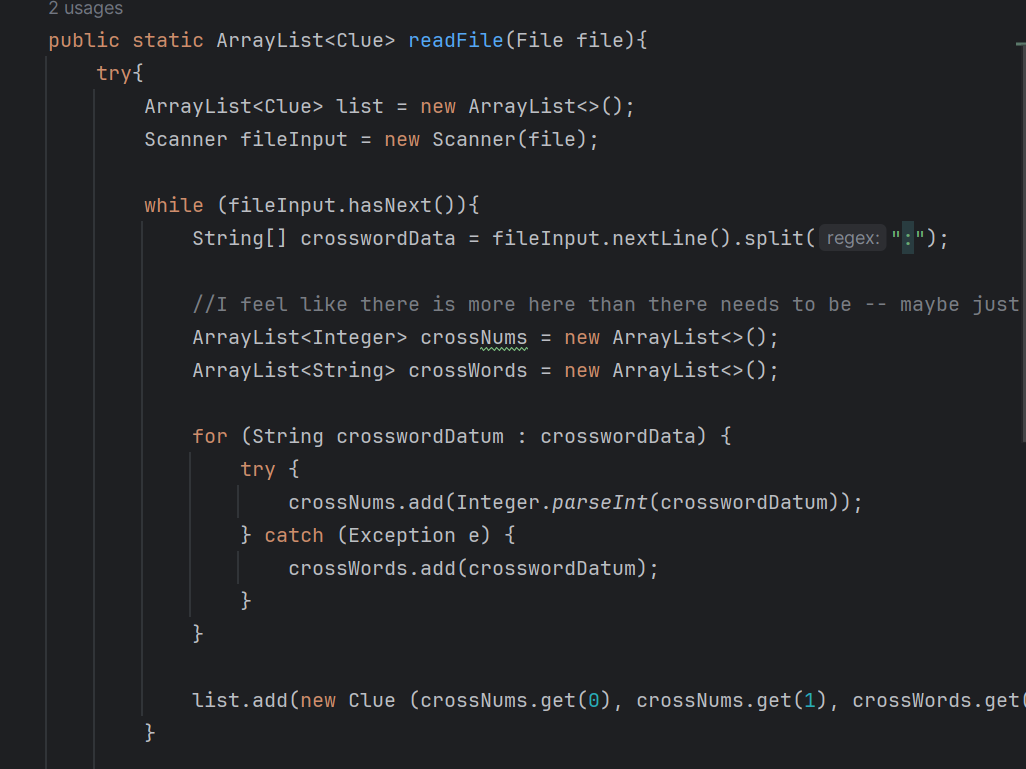 2 usages
public static ArrayList<Clue> readFile(File file){
try{
ArrayList<Clue> list = new ArrayList<>();
Scanner fileInput = new Scanner(file);
while (fileInput.hasNext()){
String[] crosswordData = fileInput.nextLine().split( regex: ":");
//I feel like there is more here than there needs to be -- maybe just
ArrayList<Integer> crossNums = new ArrayList<>();
ArrayList<String> crossWords = new ArrayList<>();
for (String crosswordDatum : crosswordData) {
try {
crossNums.add(Integer.parseInt(crosswordDatum));
} catch (Exception e) {
crossWords.add(crosswordDatum);
}
}
list.add(new Clue (crossNums.get(0), crossNums.get(1), crossWords.get(
}